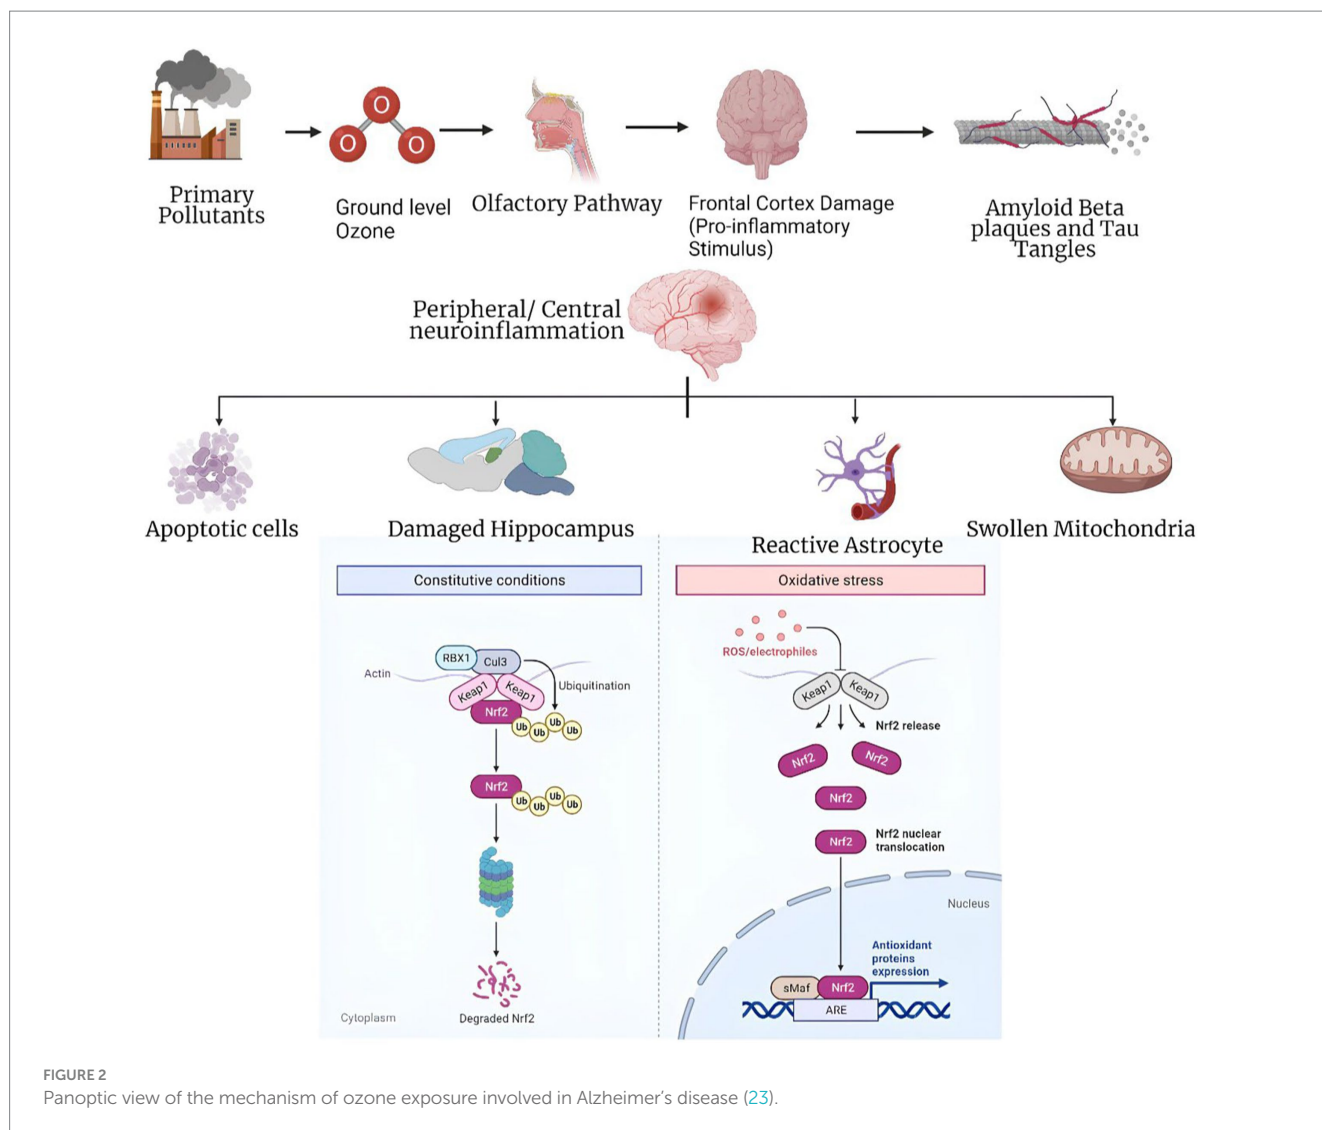 O
O
O
Primary
Pollutants
Ground level
Ozone
Olfactory Pathway
Frontal Cortex Damage
(Pro-inflammatory
Stimulus)
Amyloid Beta
plaques and Tau
Tangles
Peripheral/ Central
neuroinflammation
Apoptotic cells
Damaged Hippocampus
Reactive Astrocyte
Swollen Mitochondria
Constitutive conditions
RBX1
Cul3
Actin
Keap1
Keap1
Ubiquitination
Nrf2
Ub
Ub
Ub
Ub
Nrf2
Ub
Ub
Ub
Ub
Cytoplasm
Degraded Nrf2
Oxidative stress
ROS/electrophiles
Keap1
Keap1
Nrf2 release
Nrf2
Nrf2
Nrf2
Nrf2
Nrf2 nuclear
translocation
Nucleus
Antioxidant
proteins
expression
sMaf
Nrf2
ARE
FIGURE 2
Panoptic view of the mechanism of ozone exposure involved in Alzheimer’s disease (23).